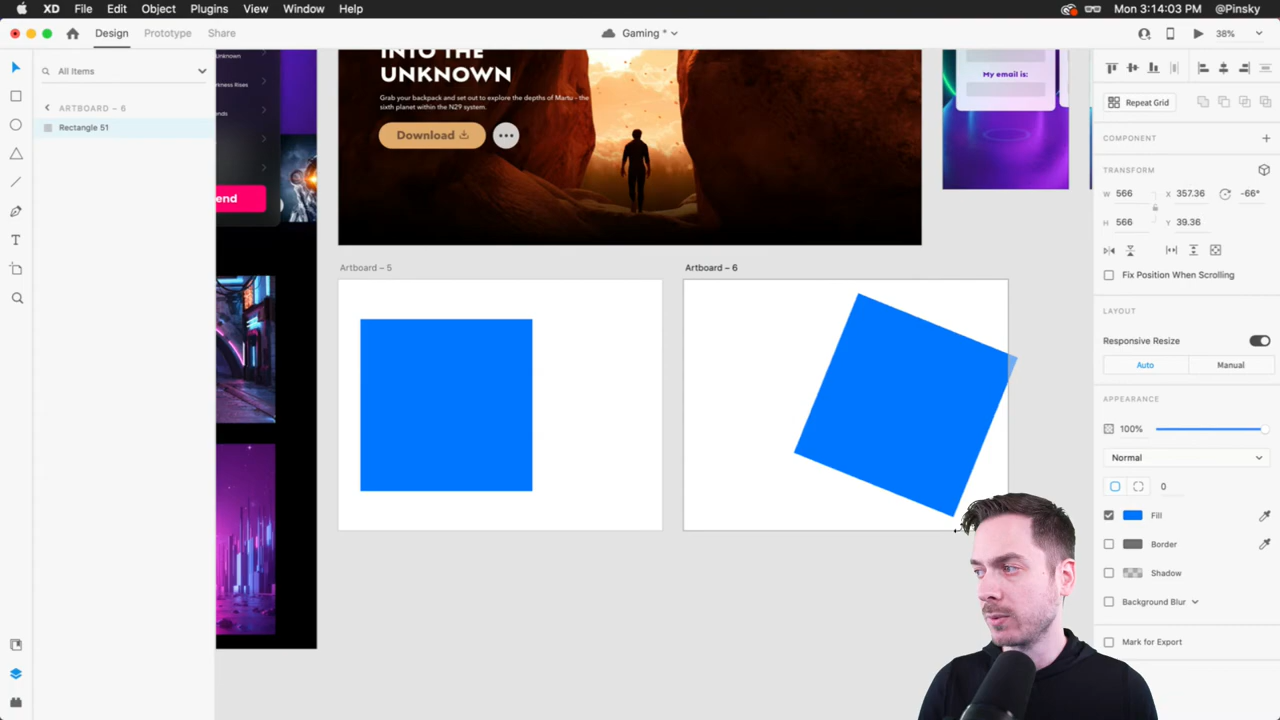 XD File Edit Object Plugins View Window Help
Mon 3:14:03 PM @Pinsky
Design Prototype Share
Gaming *
38%
All Items
ARTBOARD – 6
Rectangle 51
Unknown
kness Rises
nds
end
INTO THE
UNKNOWN
Grab your backpack and set out to explore the depths of Martu - the
sixth planet within the N29 system.
Download
My email is:
Artboard – 5
Artboard – 6
Repeat Grid
COMPONENT
TRANSFORM
W 566 X 357.36 -66°
H 566 Y 39.36
Fix Position When Scrolling
LAYOUT
Responsive Resize
Auto Manual
APPEARANCE
100%
Normal
0
Fill
Border
Shadow
Background Blur
Mark for Export